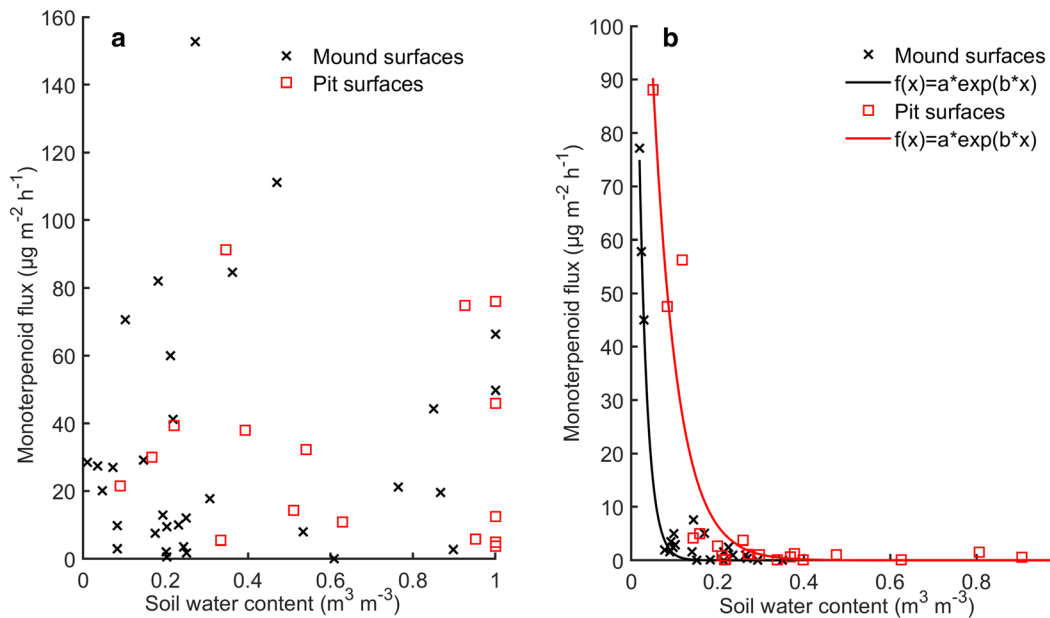 a
Mound surfaces
Pit surfaces
160
140
120
100
80
60
40
20
0
0
0.2
0.4
0.6
0.8
1
Monoterpenoid flux (µg m⁻² h⁻¹)
Soil water content (m³ m⁻³)
b
Mound surfaces
f(x)=a*exp(b*x)
Pit surfaces
f(x)=a*exp(b*x)
100
90
80
70
60
50
40
30
20
10
0
0
0.2
0.4
0.6
0.8
Monoterpenoid flux (µg m⁻² h⁻¹)
Soil water content (m³ m⁻³)